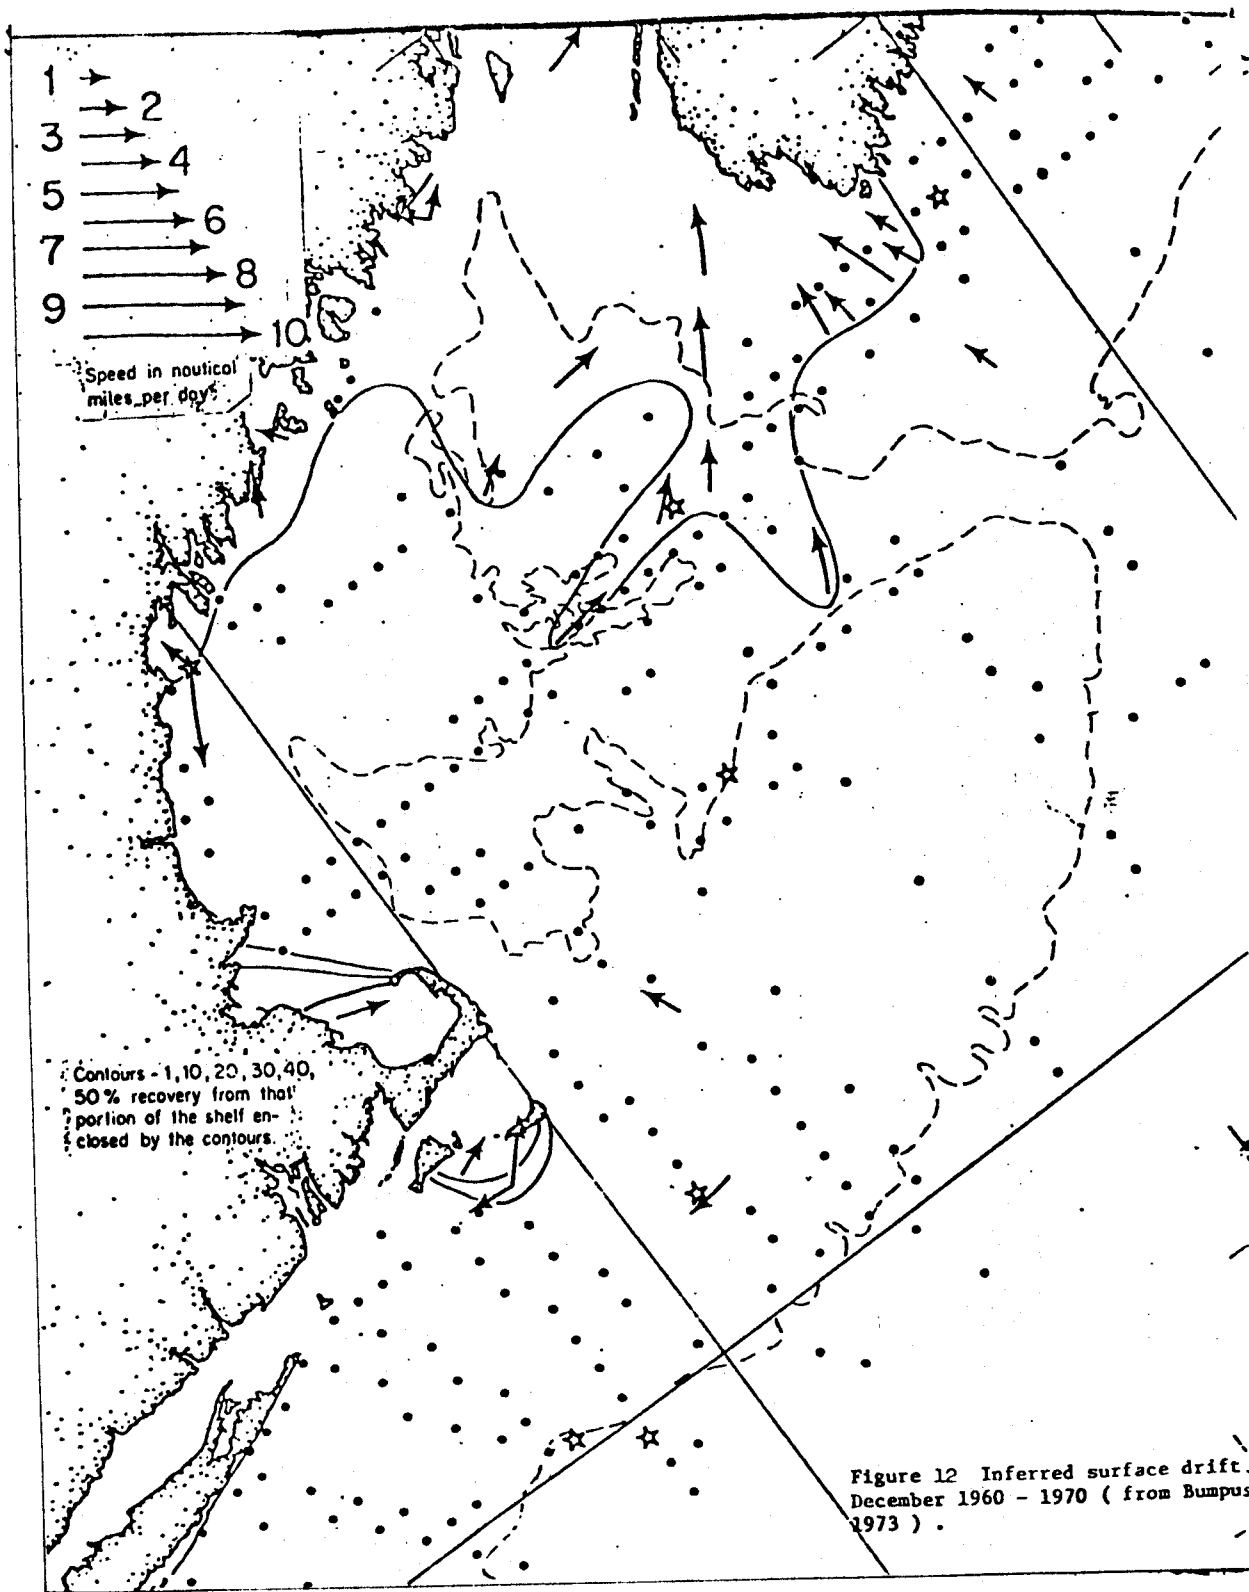 1
2
3
4
5
6
7
8
9
10
Speed in nautical
miles per day
Contours - 1, 10, 20, 30, 40,
50% recovery from that
portion of the shelf en-
closed by the contours.
Figure 12 Inferred surface drift.
December 1960 - 1970 ( from Bumpus
1973 ) .